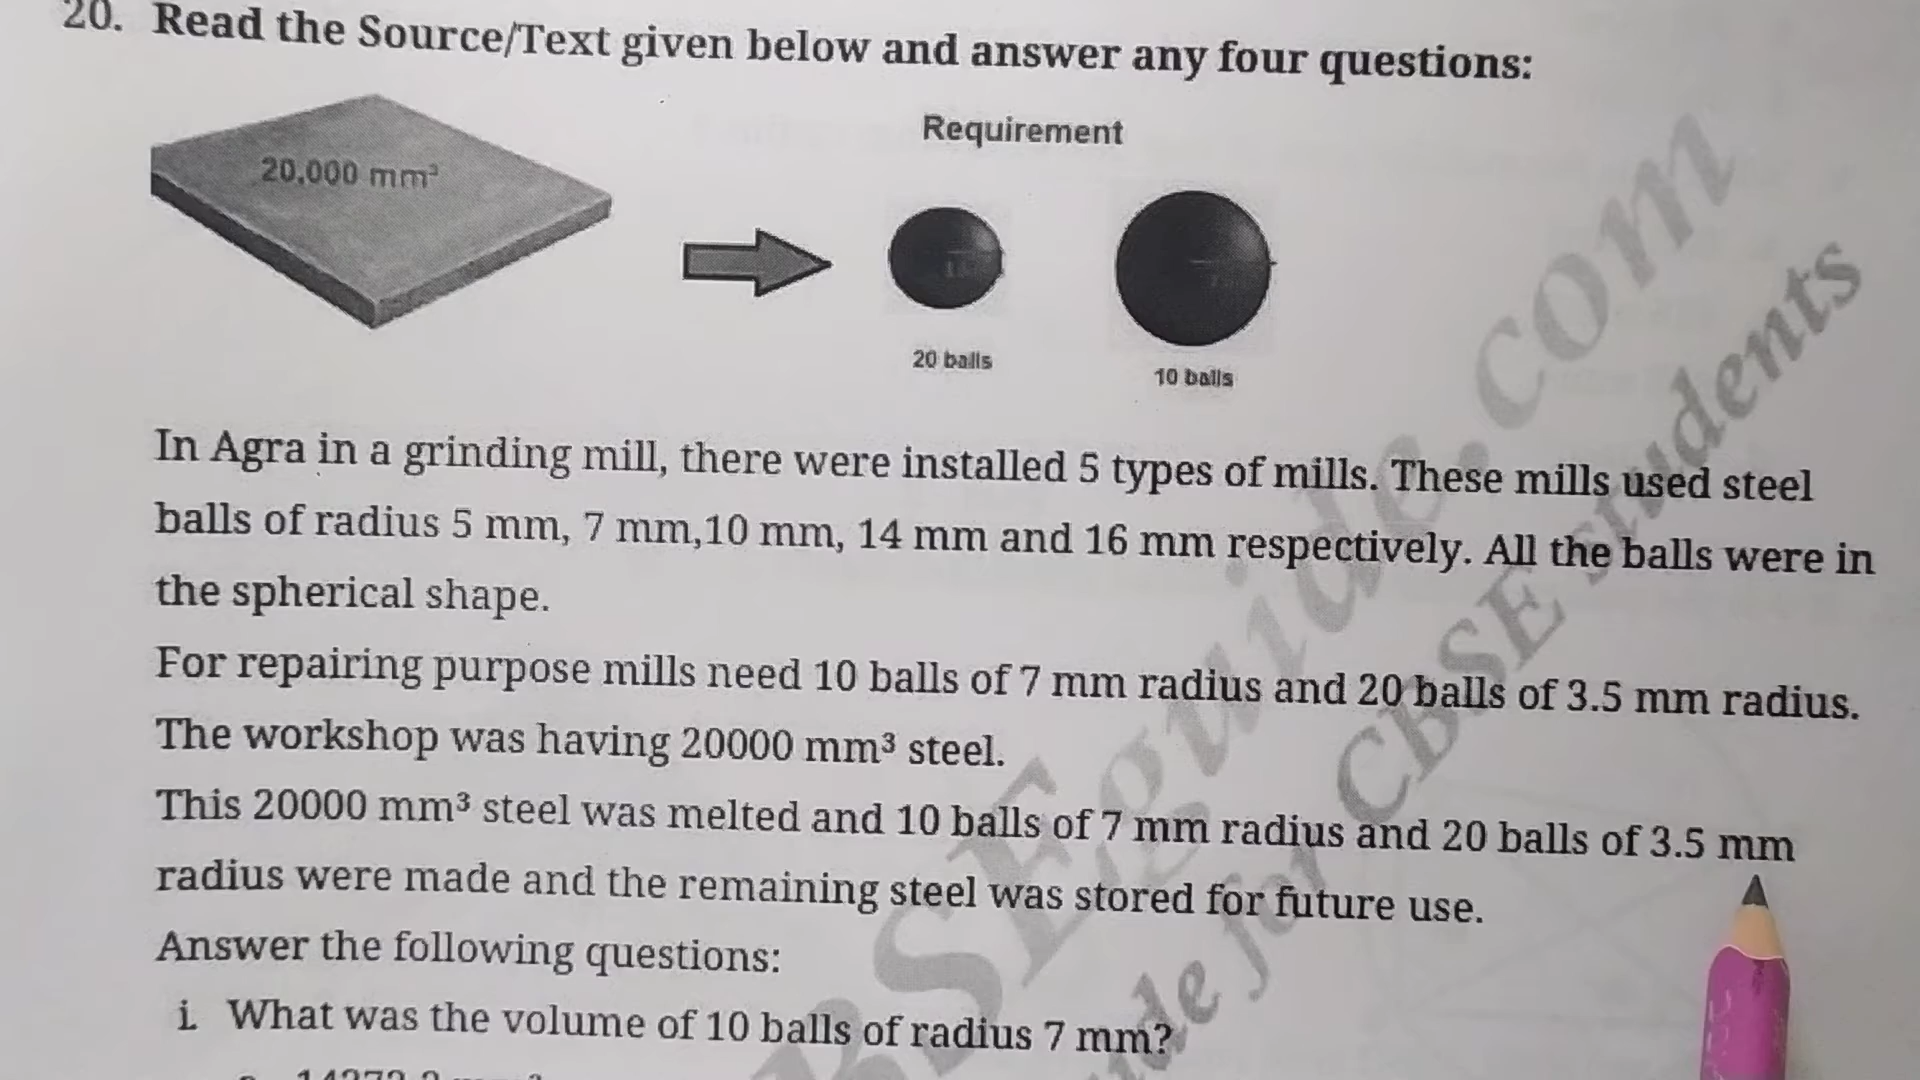 20. Read the Source/Text given below and answer any four questions:
Requirement
20,000 mm³
20 balls
10 balls
In Agra in a grinding mill, there were installed 5 types of mills. These mills used steel
balls of radius 5 mm, 7 mm,10 mm, 14 mm and 16 mm respectively. All the balls were in
the spherical shape.
For repairing purpose mills need 10 balls of 7 mm radius and 20 balls of 3.5 mm radius.
The workshop was having 20000 mm³ steel.
This 20000 mm³ steel was melted and 10 balls of 7 mm radius and 20 balls of 3.5 mm
radius were made and the remaining steel was stored for future use.
Answer the following questions:
i. What was the volume of 10 balls of radius 7 mm?
BSEguide.com
de for CBSE students